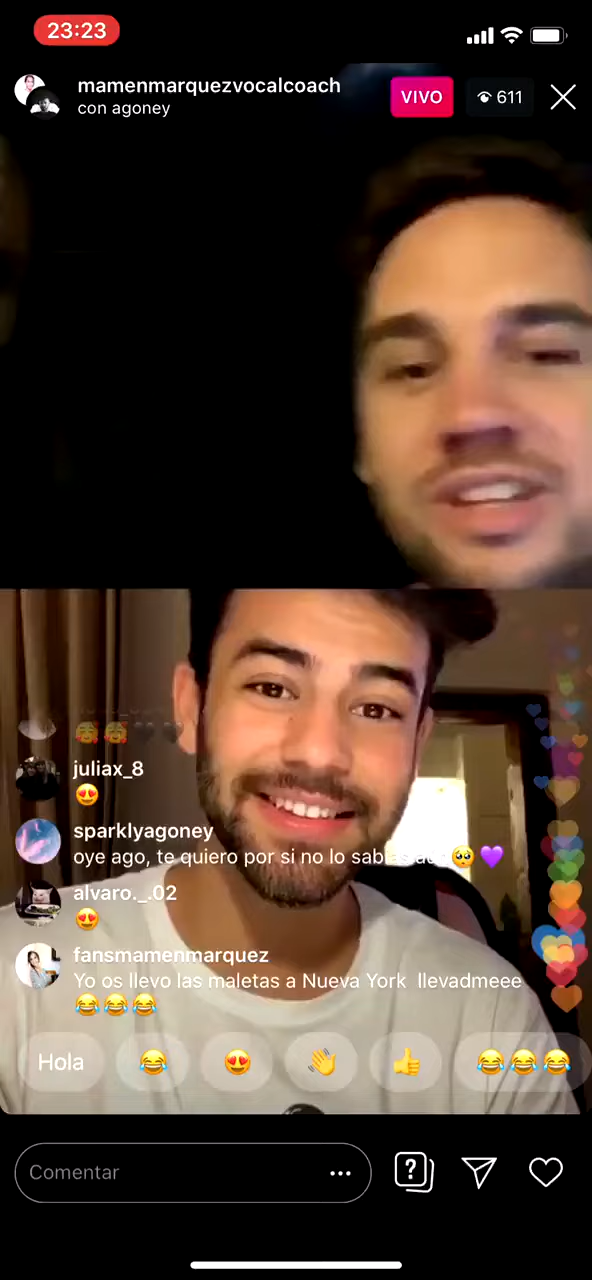 23:23
mamenmarquezvocalcoach
con agoney
VIVO
611
juliax_8
😍
sparklyagoney
oye ago, te quiero por si no lo sabías 🥺💜
alvaro._.02
😍
fansmamenmarquez
Yo os llevo las maletas a Nueva York llevadmeee
😂😂😂
Hola 😂 😍 👋 👍 😂😂😂
Comentar